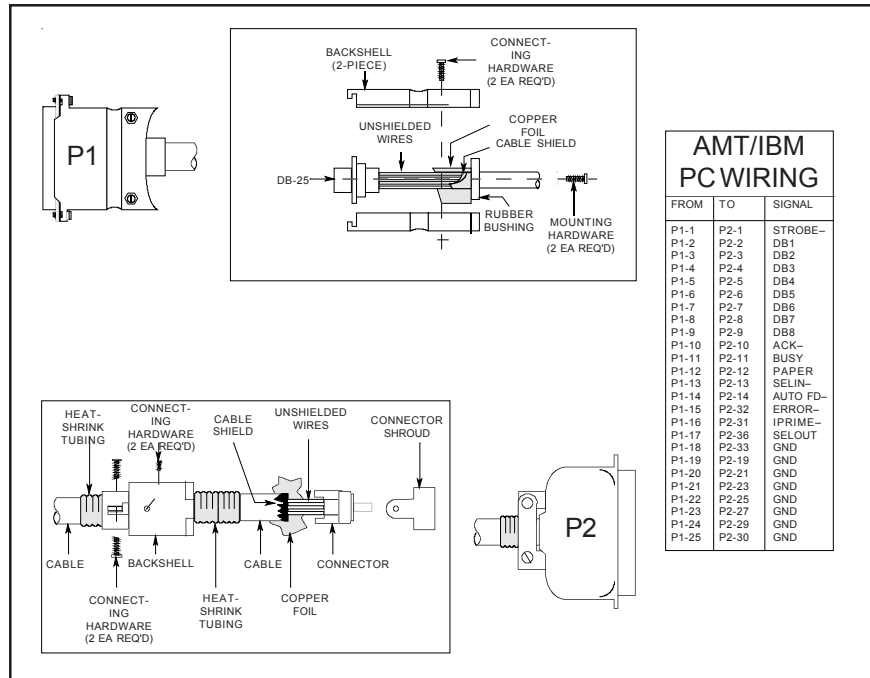 P1
BACKSHELL
(2-PIECE)
CONNECT-
ING
HARDWARE
(2 EA REQ'D)
UNSHIELDED
WIRES
COPPER
FOIL
CABLE SHIELD
DB-25
RUBBER
BUSHING
MOUNTING
HARDWARE
(2 EA REQ'D)
AMT/IBM
PC WIRING
FROM TO SIGNAL
P1-1 P2-1 STROBE–
P1-2 P2-2 DB1
P1-3 P2-3 DB2
P1-4 P2-4 DB3
P1-5 P2-5 DB4
P1-6 P2-6 DB5
P1-7 P2-7 DB6
P1-8 P2-8 DB7
P1-9 P2-9 DB8
P1-10 P2-10 ACK–
P1-11 P2-11 BUSY
P1-12 P2-12 PAPER
P1-13 P2-13 SELIN–
P1-14 P2-14 AUTO FD–
P1-15 P2-32 ERROR–
P1-16 P2-31 IPRIME–
P1-17 P2-36 SELOUT
P1-18 P2-33 GND
P1-19 P2-19 GND
P1-20 P2-21 GND
P1-21 P2-23 GND
P1-22 P2-25 GND
P1-23 P2-27 GND
P1-24 P2-29 GND
P1-25 P2-30 GND
HEAT-
SHRINK
TUBING
CONNECT-
ING
HARDWARE
(2 EA REQ'D)
CABLE
SHIELD
UNSHIELDED
WIRES
CONNECTOR
SHROUD
CABLE
BACKSHELL
CABLE
CONNECTOR
CONNECT-
ING
HARDWARE
(2 EA REQ'D)
HEAT-
SHRINK
TUBING
COPPER
FOIL
P2